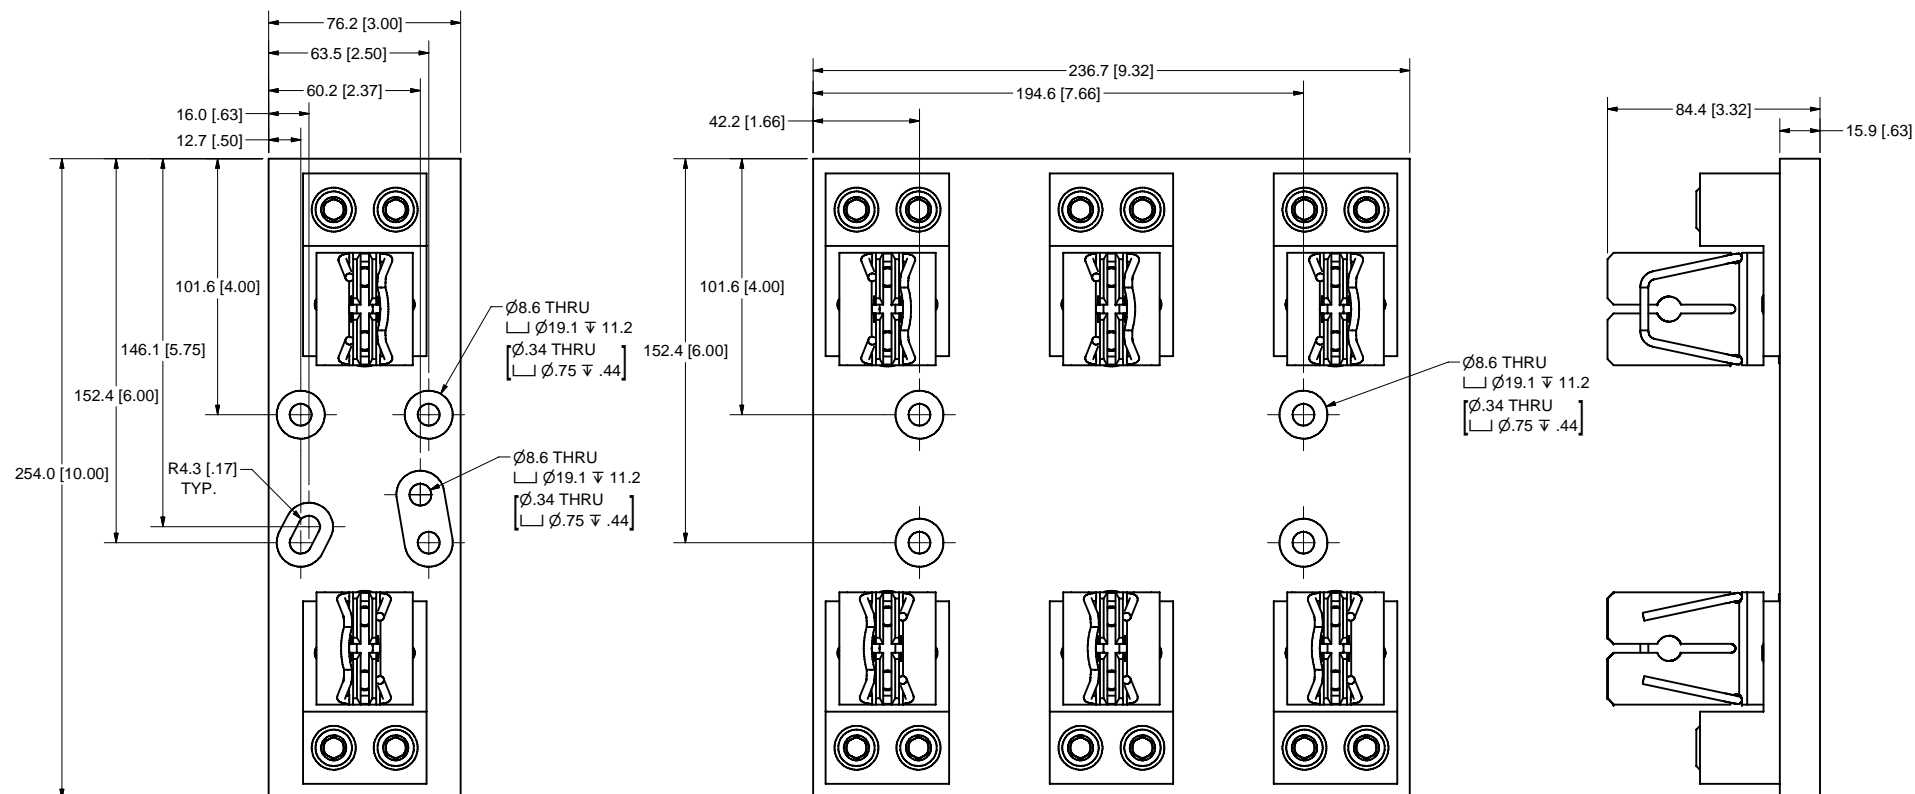 76.2 [3.00]
63.5 [2.50]
60.2 [2.37]
16.0 [.63]
12.7 [.50]
101.6 [4.00]
146.1 [5.75]
152.4 [6.00]
254.0 [10.00]
R4.3 [.17]
TYP.
Ø8.6 THRU
⌴ Ø19.1 ↧ 11.2
[Ø.34 THRU
⌴ Ø.75 ↧ .44]
Ø8.6 THRU
⌴ Ø19.1 ↧ 11.2
[Ø.34 THRU
⌴ Ø.75 ↧ .44]
236.7 [9.32]
194.6 [7.66]
42.2 [1.66]
101.6 [4.00]
152.4 [6.00]
Ø8.6 THRU
⌴ Ø19.1 ↧ 11.2
[Ø.34 THRU
⌴ Ø.75 ↧ .44]
84.4 [3.32]
15.9 [.63]